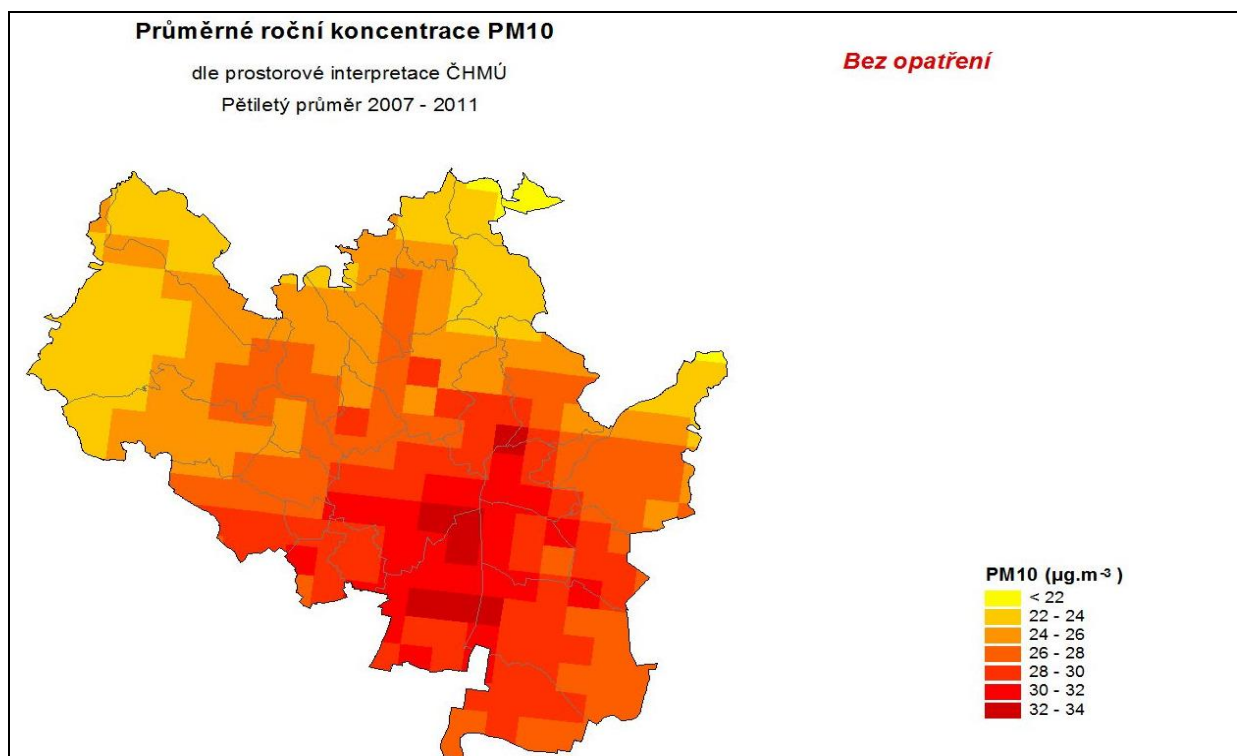 Průměrné roční koncentrace PM10
dle prostorové interpretace ČHMÚ
Pětiletý průměr 2007 - 2011
Bez opatření
PM10 (µg.m⁻³ )
< 22
22 - 24
24 - 26
26 - 28
28 - 30
30 - 32
32 - 34